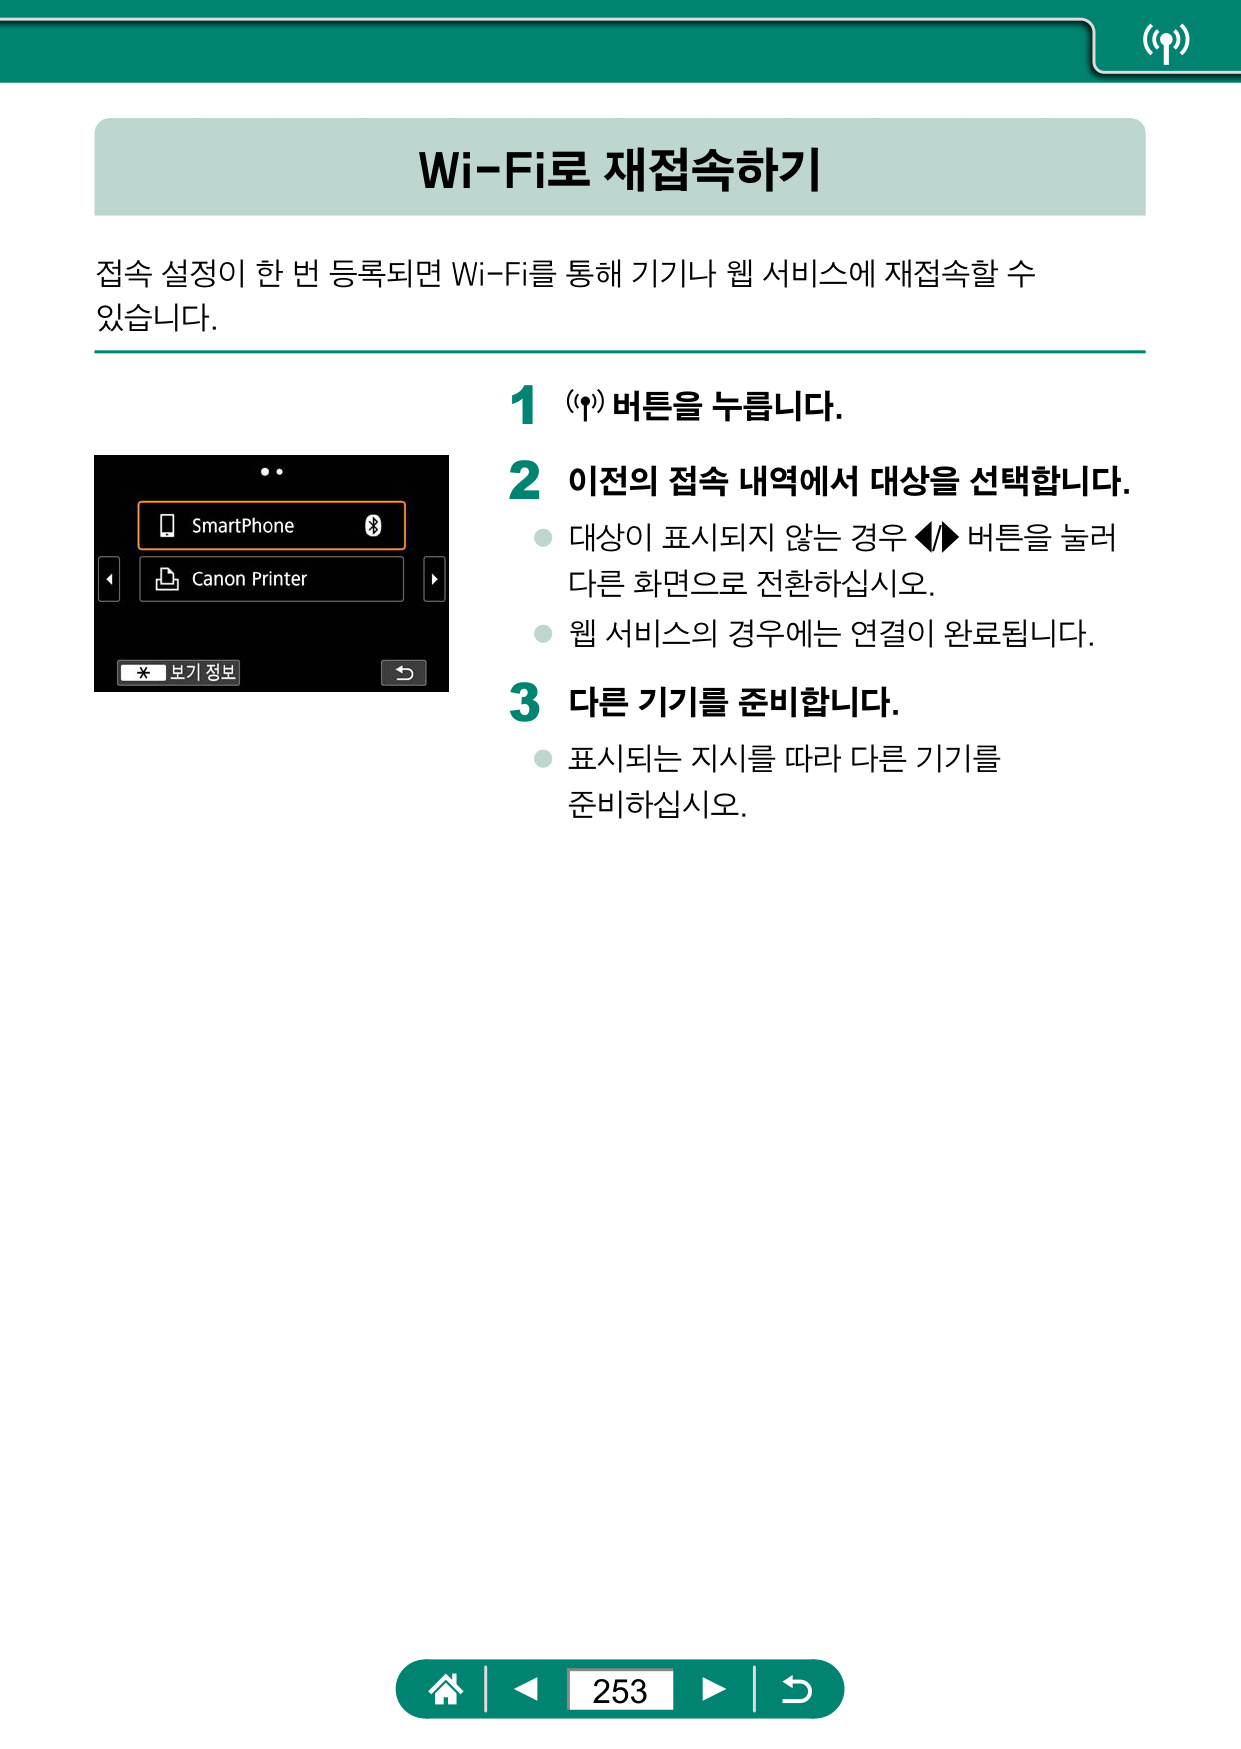 Wi-Fi로 재접속하기
접속 설정이 한 번 등록되면 Wi-Fi를 통해 기기나 웹 서비스에 재접속할 수
있습니다.
1 버튼을 누릅니다.
2 이전의 접속 내역에서 대상을 선택합니다.
● 대상이 표시되지 않는 경우 ◀/▶ 버튼을 눌러
다른 화면으로 전환하십시오.
● 웹 서비스의 경우에는 연결이 완료됩니다.
SmartPhone
Canon Printer
보기 정보
3 다른 기기를 준비합니다.
● 표시되는 지시를 따라 다른 기기를
준비하십시오.
253